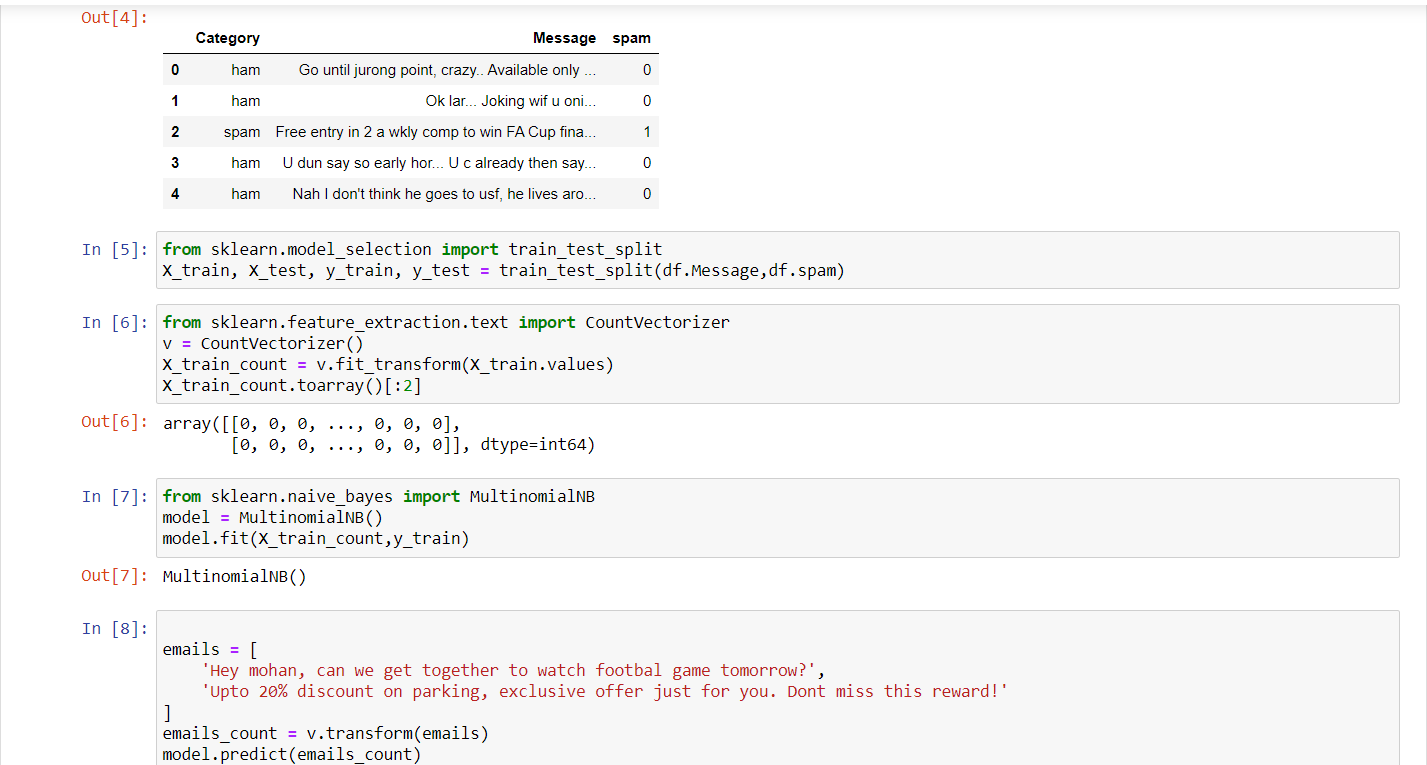 Out[4]:
Category Message spam
0 ham Go until jurong point, crazy.. Available only ... 0
1 ham Ok lar... Joking wif u oni... 0
2 spam Free entry in 2 a wkly comp to win FA Cup fina... 1
3 ham U dun say so early hor... U c already then say... 0
4 ham Nah I don't think he goes to usf, he lives aro... 0
In [5]: from sklearn.model_selection import train_test_split
X_train, X_test, y_train, y_test = train_test_split(df.Message,df.spam)
In [6]: from sklearn.feature_extraction.text import CountVectorizer
v = CountVectorizer()
X_train_count = v.fit_transform(X_train.values)
X_train_count.toarray()[:2]
Out[6]: array([[0, 0, 0, ..., 0, 0, 0],
[0, 0, 0, ..., 0, 0, 0]], dtype=int64)
In [7]: from sklearn.naive_bayes import MultinomialNB
model = MultinomialNB()
model.fit(X_train_count,y_train)
Out[7]: MultinomialNB()
In [8]:
emails = [
'Hey mohan, can we get together to watch footbal game tomorrow?',
'Upto 20% discount on parking, exclusive offer just for you. Dont miss this reward!'
]
emails_count = v.transform(emails)
model.predict(emails_count)